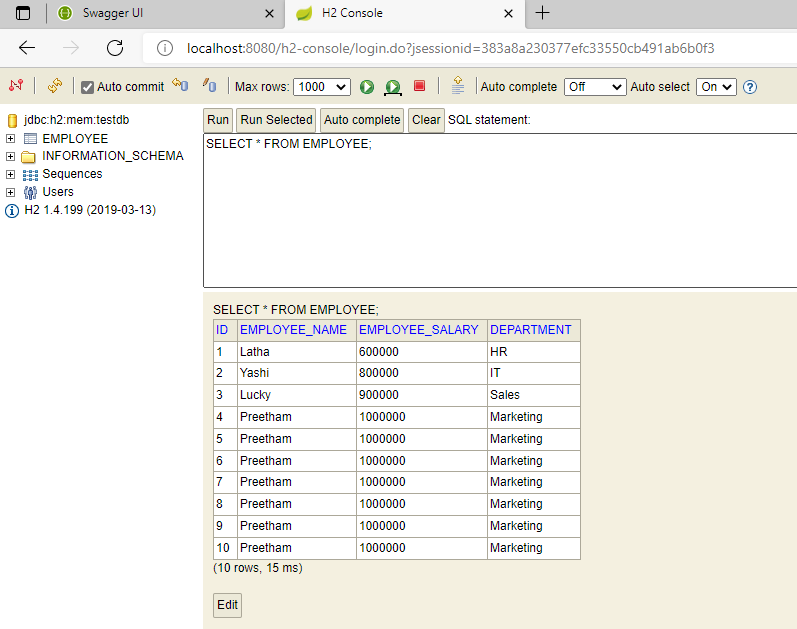 Swagger UI
H2 Console
localhost:8080/h2-console/login.do?jsessionid=383a8a230377efc33550cb491ab6b0f3
Auto commit Max rows: 1000 Auto complete Off Auto select On
jdbc:h2:mem:testdb
EMPLOYEE
INFORMATION_SCHEMA
Sequences
Users
H2 1.4.199 (2019-03-13)
Run Run Selected Auto complete Clear SQL statement:
SELECT * FROM EMPLOYEE;
SELECT * FROM EMPLOYEE;
ID EMPLOYEE_NAME EMPLOYEE_SALARY DEPARTMENT
1 Latha 600000 HR
2 Yashi 800000 IT
3 Lucky 900000 Sales
4 Preetham 1000000 Marketing
5 Preetham 1000000 Marketing
6 Preetham 1000000 Marketing
7 Preetham 1000000 Marketing
8 Preetham 1000000 Marketing
9 Preetham 1000000 Marketing
10 Preetham 1000000 Marketing
(10 rows, 15 ms)
Edit